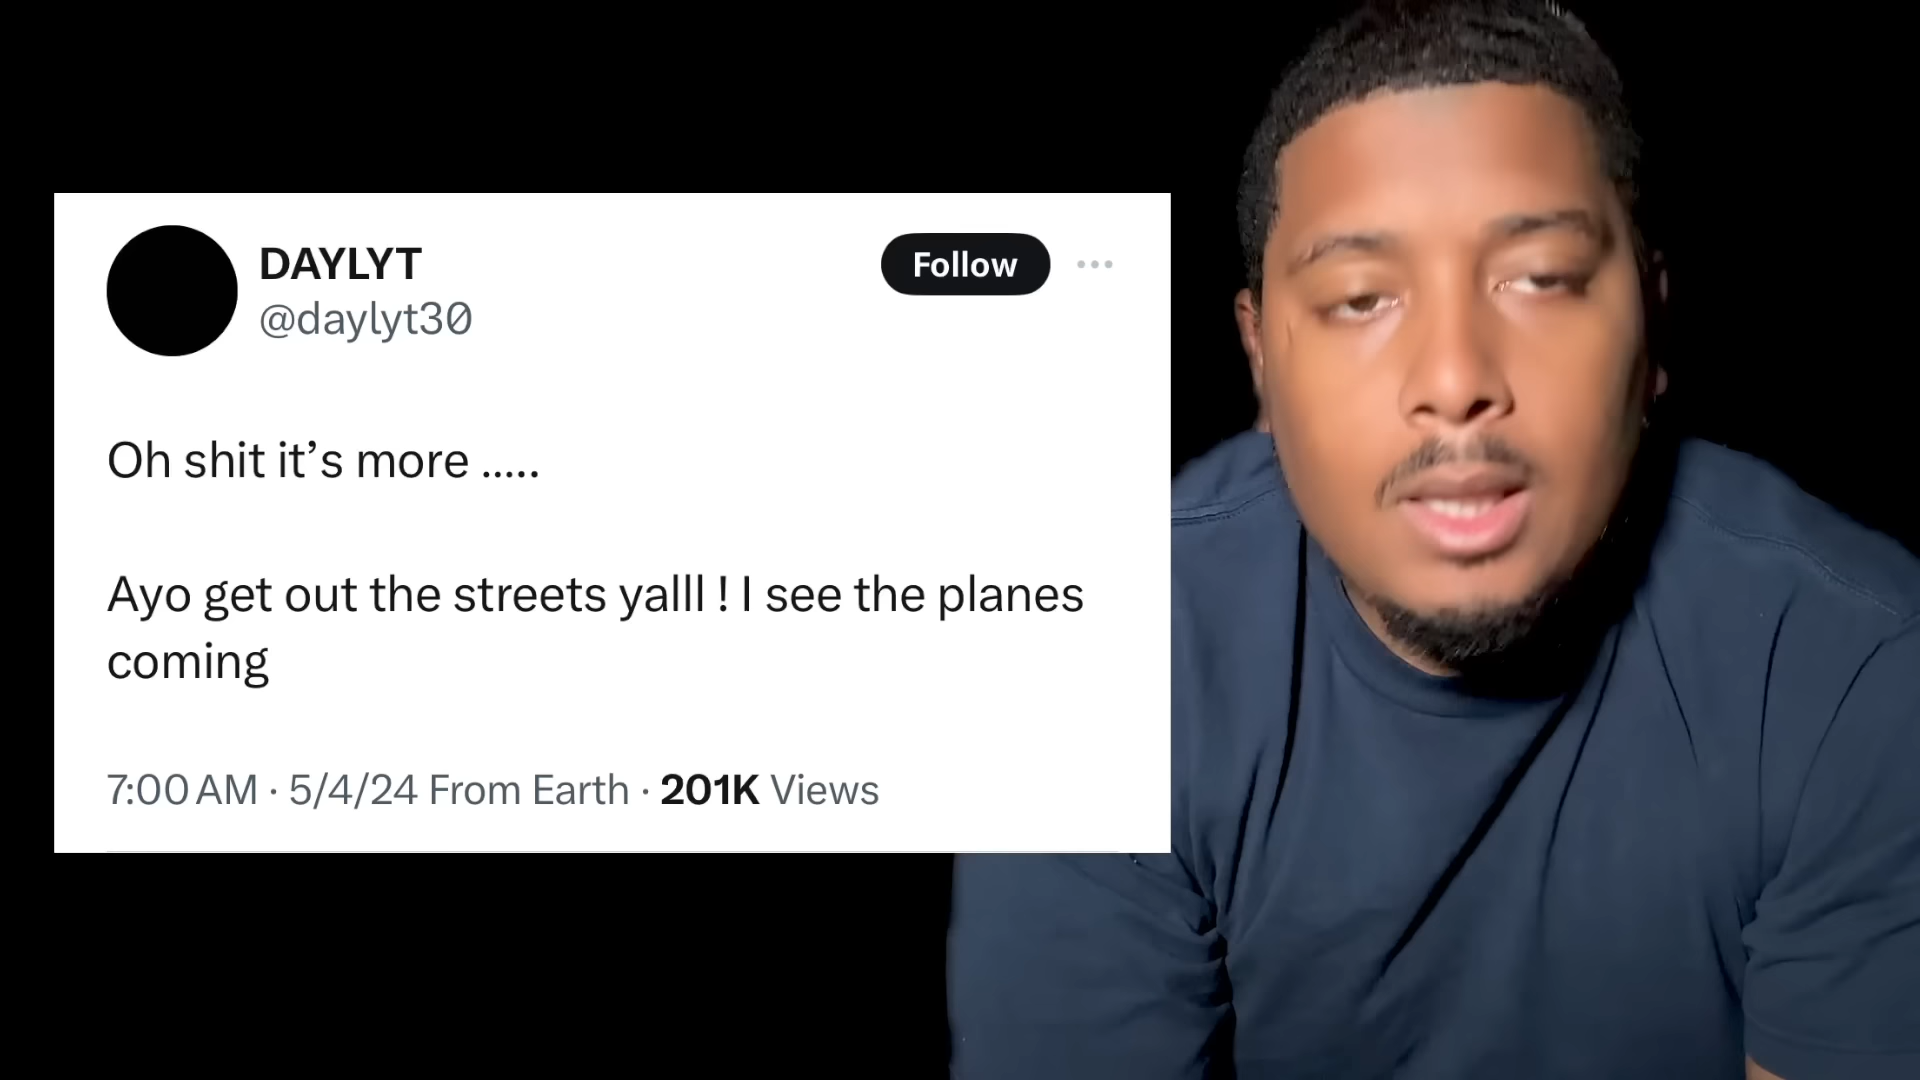 DAYLYT
Follow
@daylyt30
Oh shit it’s more .....
Ayo get out the streets yalll ! I see the planes
coming
7:00 AM · 5/4/24 From Earth · 201K Views